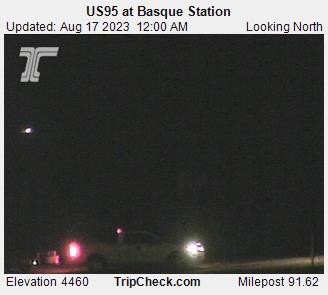 US95 at Basque Station
Updated: Aug 17 2023 12:00 AM Looking North
Elevation 4460 TripCheck.com Milepost 91.62